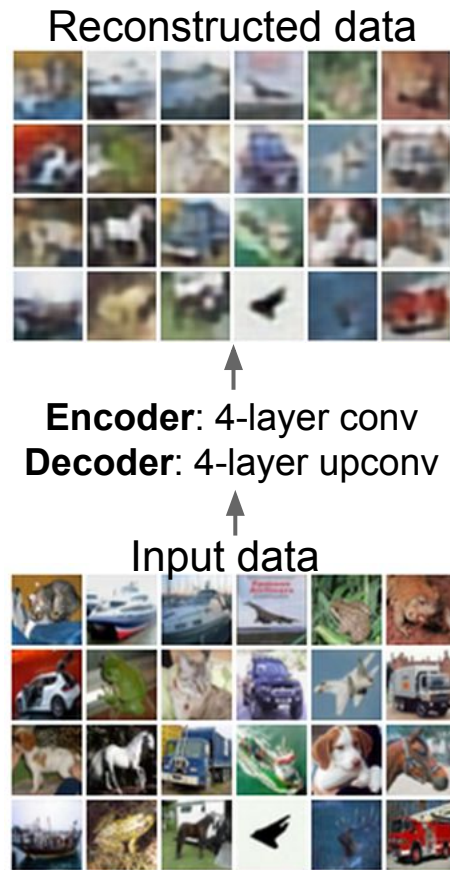 Reconstructed data
Encoder: 4-layer conv
Decoder: 4-layer upconv
Input data